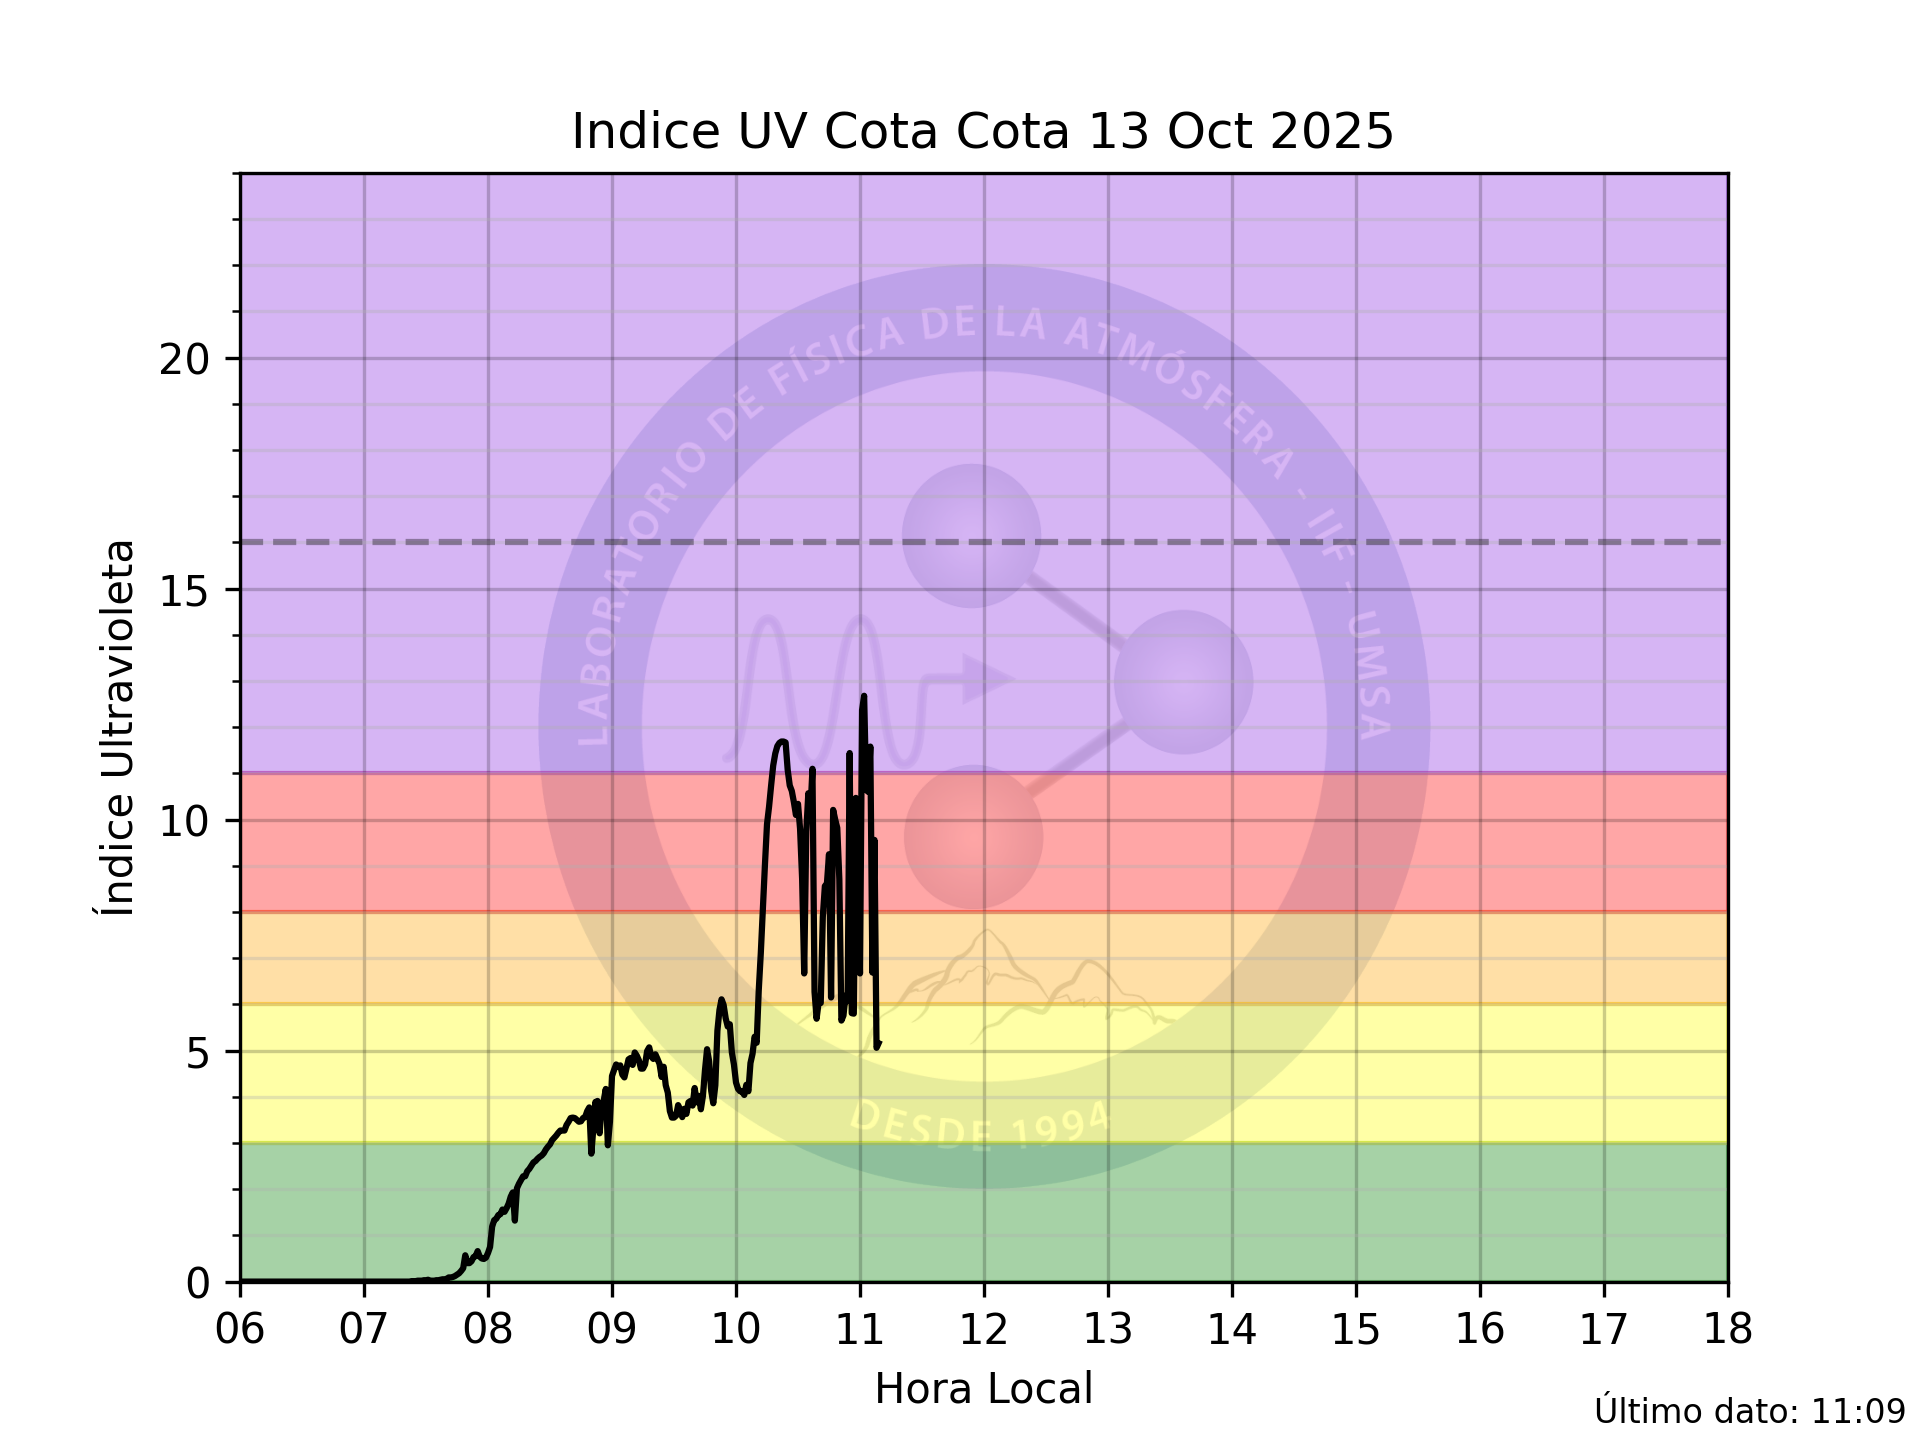 Indice UV Cota Cota 13 Oct 2025
LABORATORIO DE FÍSICA DE LA ATMÓSFERA - IIF - UMSA
DESDE 1994
Índice Ultravioleta
20
15
10
5
0
06 07 08 09 10 11 12 13 14 15 16 17 18
Hora Local
Último dato: 11:09